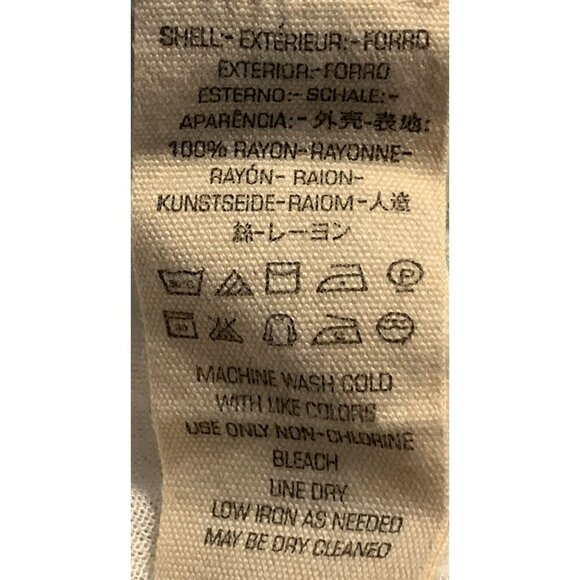 SHELL:- EXTÉRIEUR:-FORRO
EXTERIOR:-FORRO
ESTERNO:-SCHALE:-
APARÊNCIA:-外壳-表地:
100% RAYON-RAYONNE-
RAYÓN- RAION-
KUNSTSEIDE-RAIOM-人造
絲-レーヨン
MACHINE WASH COLD
WITH LIKE COLORS
USE ONLY NON-CHLORINE
BLEACH
LINE DRY
LOW IRON AS NEEDED
MAY BE DRY CLEANED